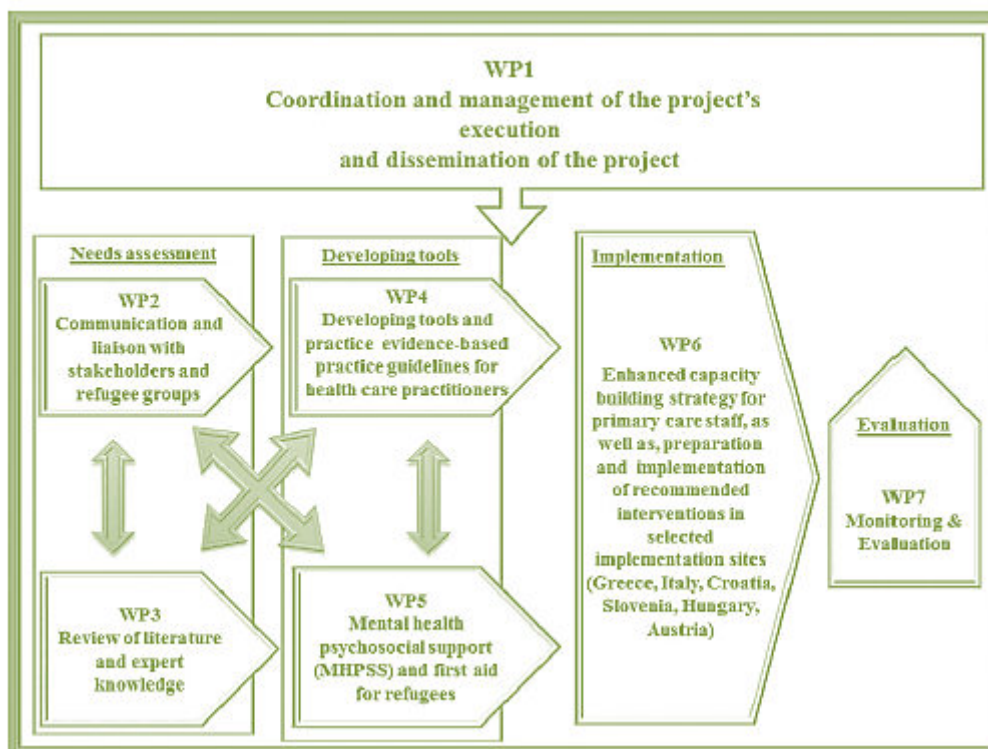 WP1
Coordination and management of the project's
execution
and dissemination of the project
Needs assessment
WP2
Communication and
liaison with
stakeholders and
refugee groups
WP3
Review of literature
and expert
knowledge
Developing tools
WP4
Developing tools and
practice evidence-based
practice guidelines for
health care practitioners
WP5
Mental health
psychosocial support
(MHPSS) and first aid
for refugees
Implementation
WP6
Enhanced capacity
building strategy for
primary care staff, as
well as, preparation
and implementation
of recommended
interventions in
selected
implementation sites
(Greece, Italy, Croatia,
Slovenia, Hungary,
Austria)
Evaluation
WP7
Monitoring &
Evaluation